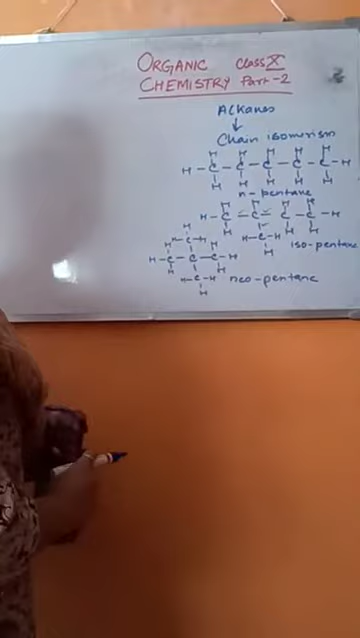 ORGANIC Class X
CHEMISTRY Part-2
Alkanes
Chain isomerism
H-C-C-C-C-C-H
n-pentane
H-C-C-C-C-H
H-C-H
iso-pentane
H-C-H
H-C-C-C-H
H-C-H neo-pentane
H